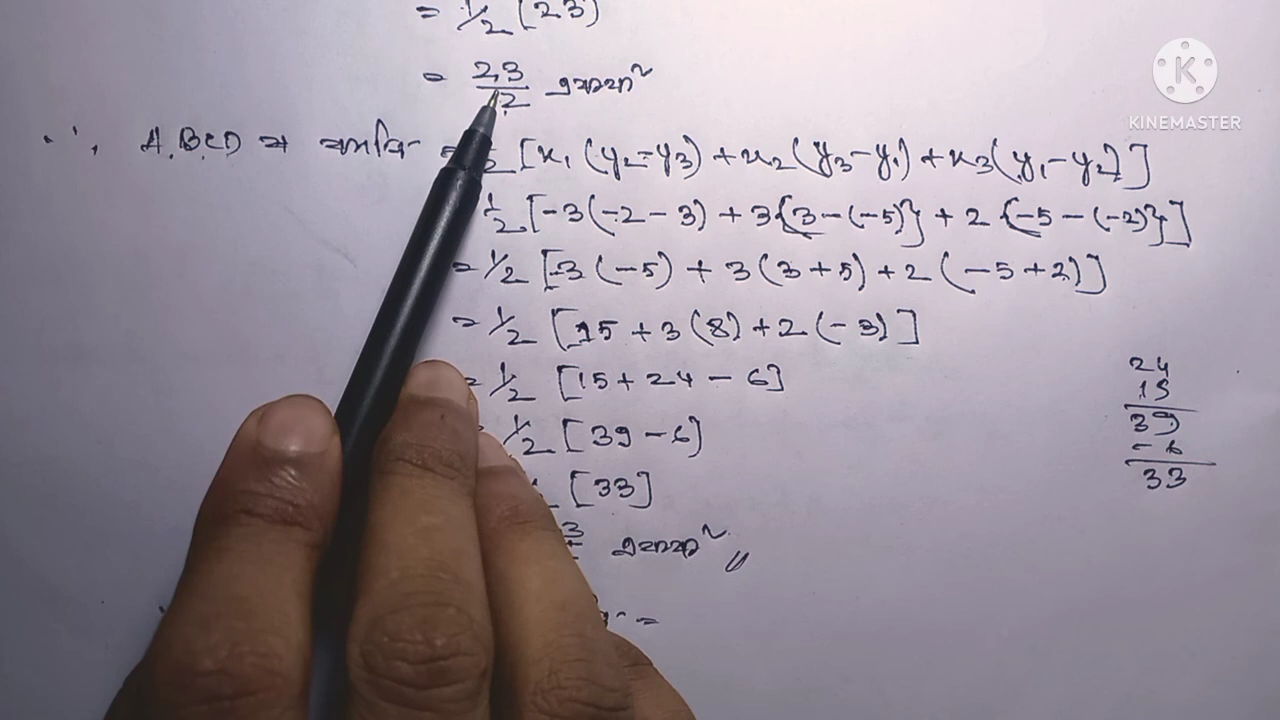 = 1/2 (23)
= 23/2 একক²
∴ A.B.C.D এ কালি = 1/2 [x₁ (y₂-y₃) + x₂ (y₃-y₁) + x₃ (y₁-y₂)]
1/2 [-3(-2-3) + 3{3-(-5)} + 2{-5-(-2)}]
= 1/2 [-3(-5) + 3(3+5) + 2(-5+2)]
= 1/2 [15+3(8)+2(-3)]
= 1/2 [15+24-6]
1/2 [39-6]
[33]
3 একক²
=
24
15
39
-6
33
K
KINEMASTER